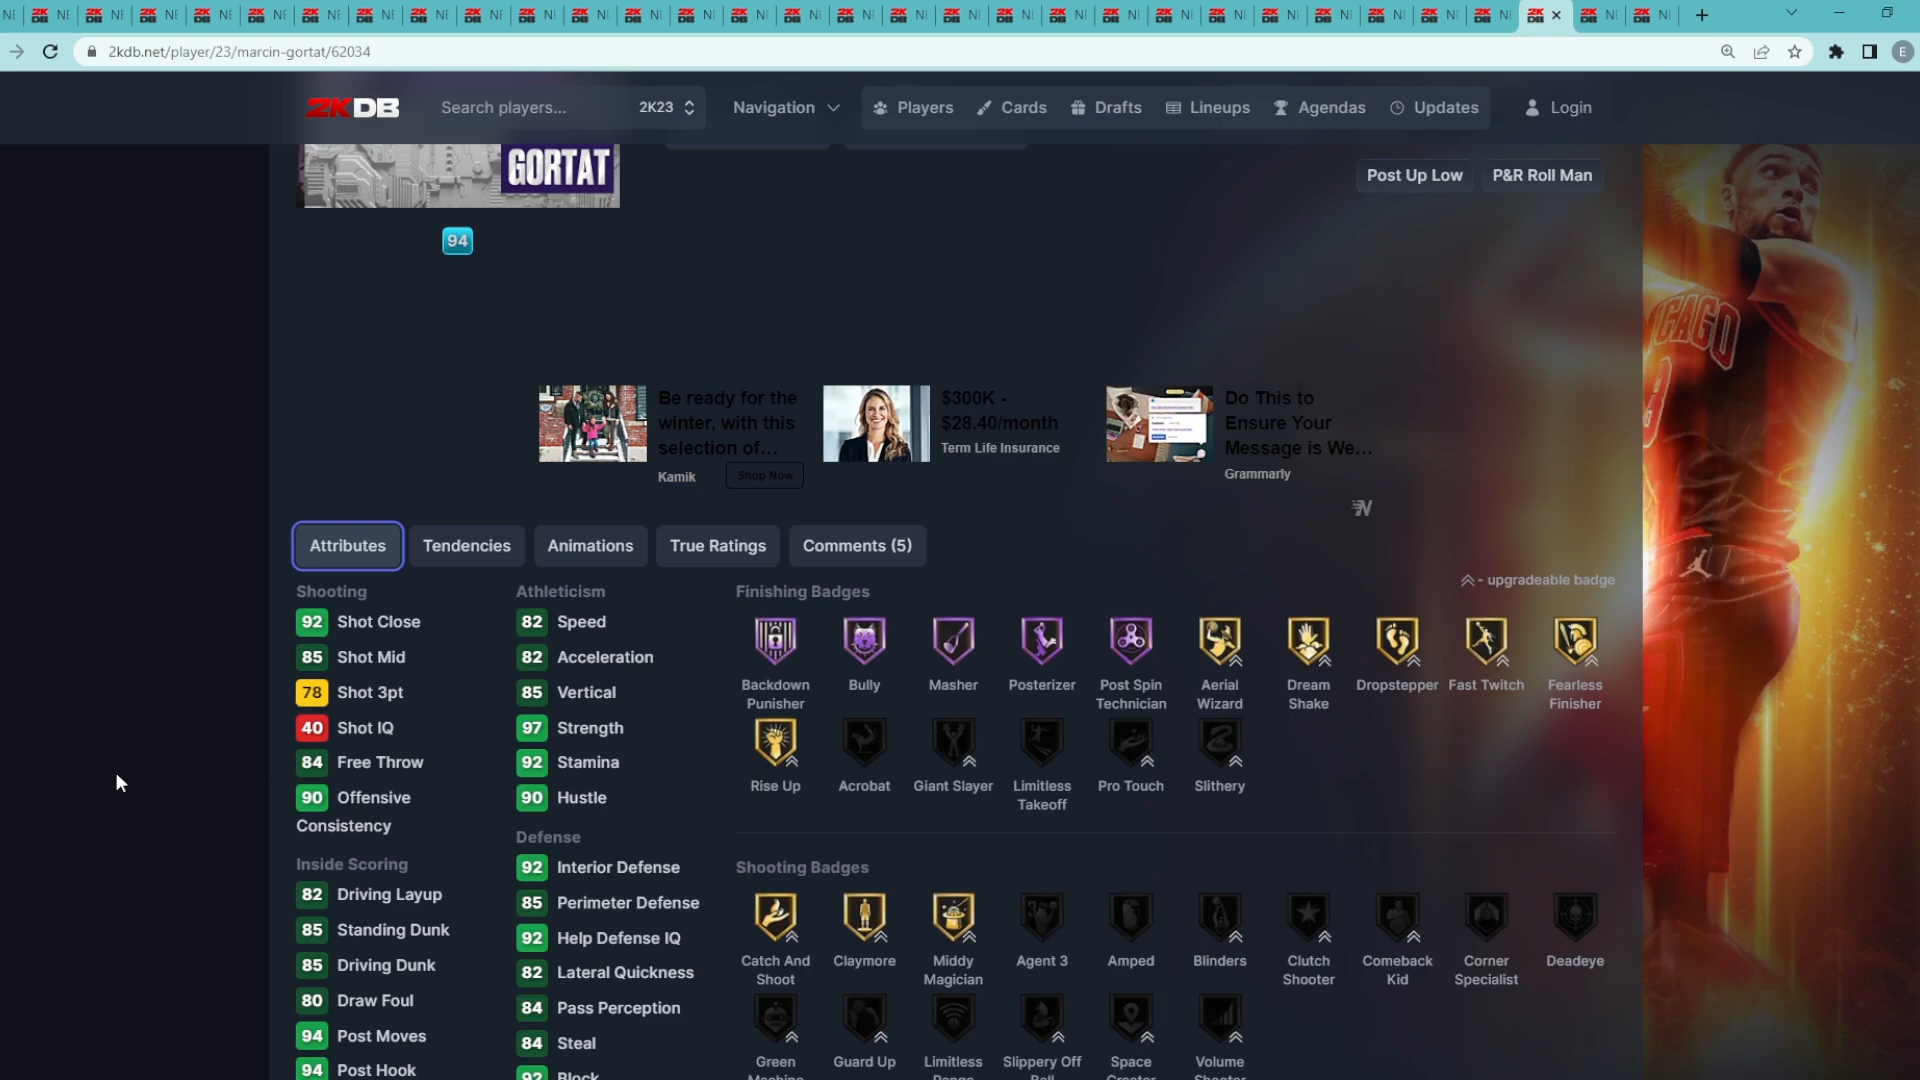 2kdb.net/player/23/marcin-gortat/62034
2KDB
Search players...
2K23
Navigation
Players
Cards
Drafts
Lineups
Agendas
Updates
Login
GORTAT
Post Up Low
P&R Roll Man
94
Be ready for the
winter, with this
selection of...
Kamik
Shop Now
$300K -
$28.40/month
Term Life Insurance
Do This to
Ensure Your
Message is We...
Grammarly
Attributes
Tendencies
Animations
True Ratings
Comments (5)
- upgradeable badge
Shooting
92 Shot Close
85 Shot Mid
78 Shot 3pt
40 Shot IQ
84 Free Throw
90 Offensive
Consistency
Inside Scoring
82 Driving Layup
85 Standing Dunk
85 Driving Dunk
80 Draw Foul
94 Post Moves
94 Post Hook
Athleticism
82 Speed
82 Acceleration
85 Vertical
97 Strength
92 Stamina
90 Hustle
Defense
92 Interior Defense
85 Perimeter Defense
92 Help Defense IQ
82 Lateral Quickness
84 Pass Perception
84 Steal
92 Block
Finishing Badges
Backdown
Punisher
Bully
Masher
Posterizer
Post Spin
Technician
Aerial
Wizard
Dream
Shake
Dropstepper
Fast Twitch
Fearless
Finisher
Rise Up
Acrobat
Giant Slayer
Limitless
Takeoff
Pro Touch
Slithery
Shooting Badges
Catch And
Shoot
Claymore
Middy
Magician
Agent 3
Amped
Blinders
Clutch
Shooter
Comeback
Kid
Corner
Specialist
Deadeye
Green
Machine
Guard Up
Limitless
Range
Slippery Off
Ball
Space
Creator
Volume
Shooter